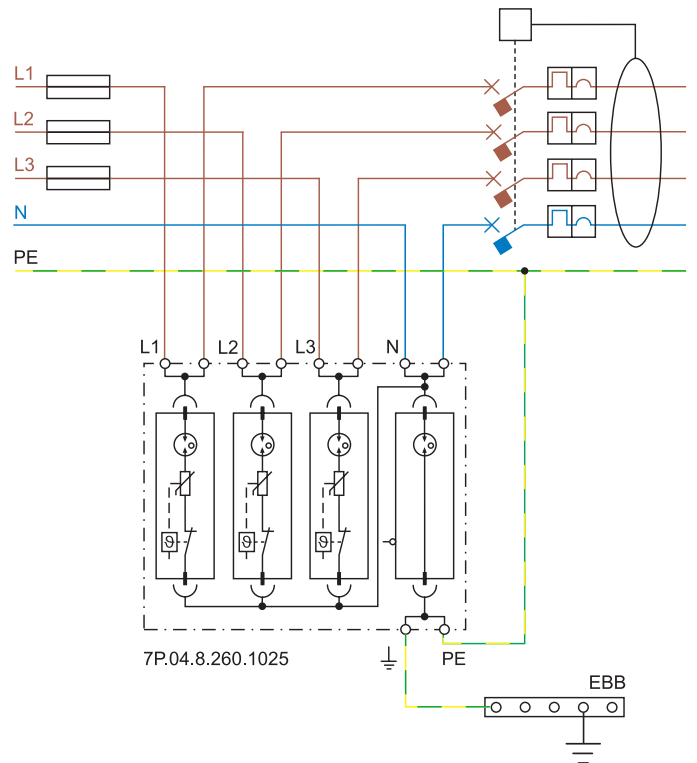 L1
L2
L3
N
PE
L1 L2 L3 N
ϑ ϑ ϑ
7P.04.8.260.1025 PE
EBB